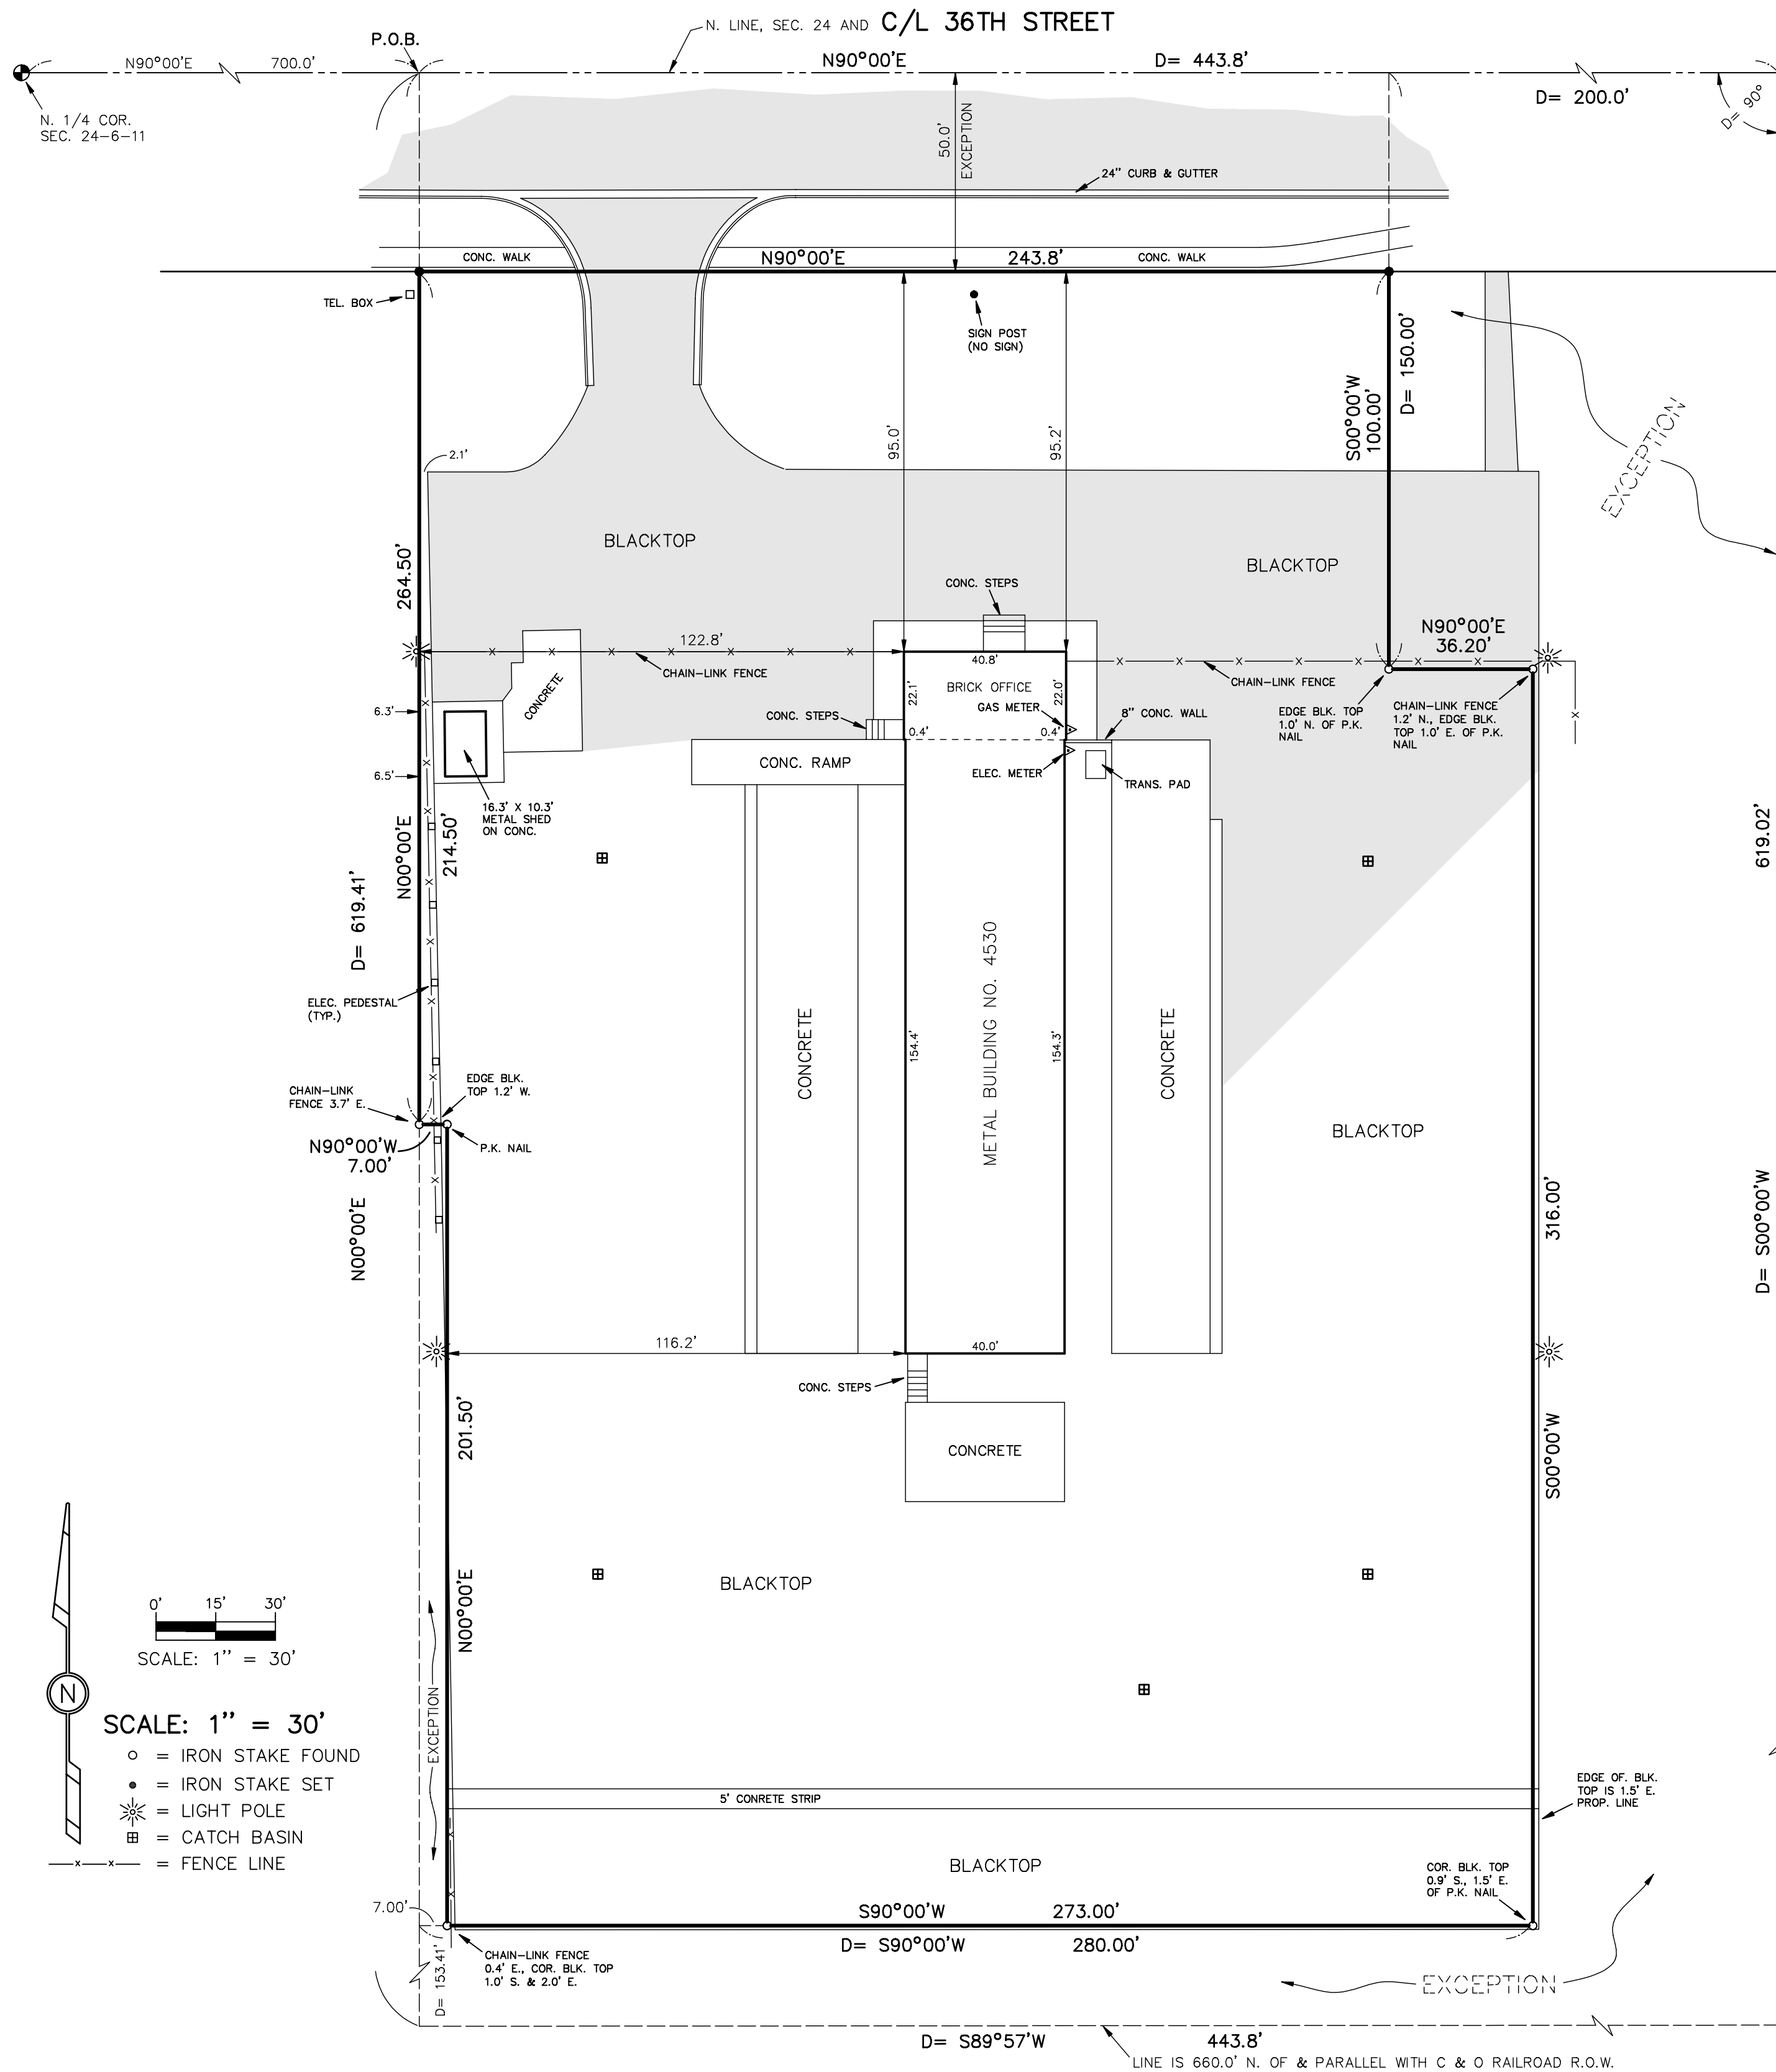 N. LINE, SEC. 24 AND C/L 36TH STREET
P.O.B.
N90°00'E 700.0'
N90°00'E D= 443.8'
D= 200.0'
D= 90°
N. 1/4 COR.
SEC. 24-6-11
50.0'
EXCEPTION
24" CURB & GUTTER
CONC. WALK
N90°00'E 243.8'
CONC. WALK
TEL. BOX
SIGN POST
(NO SIGN)
S00°00'W
100.00'
D= 150.00'
EXCEPTION
95.0'
95.2'
2.1'
264.50'
BLACKTOP
BLACKTOP
CONC. STEPS
N90°00'E
36.20'
122.8'
CHAIN-LINK FENCE
40.8'
CHAIN-LINK FENCE
CONCRETE
22.1'
BRICK OFFICE
22.0'
GAS METER
6.3'
CONC. STEPS
0.4'
0.4'
8" CONC. WALL
EDGE BLK. TOP
1.0' N. OF P.K.
NAIL
CHAIN-LINK FENCE
1.2' N., EDGE BLK.
TOP 1.0' E. OF P.K.
NAIL
6.5'
CONC. RAMP
ELEC. METER
TRANS. PAD
16.3' X 10.3'
METAL SHED
ON CONC.
N00°00'E
214.50'
D= 619.41'
619.02'
ELEC. PEDESTAL
(TYP.)
CONCRETE
154.4'
METAL BUILDING NO. 4530
154.3'
CONCRETE
CHAIN-LINK
FENCE 3.7' E.
EDGE BLK.
TOP 1.2' W.
N90°00'W
7.00'
P.K. NAIL
BLACKTOP
N00°00'E
316.00'
D= S00°00'W
116.2'
40.0'
CONC. STEPS
201.50'
S00°00'W
CONCRETE
N00°00'E
BLACKTOP
0' 15' 30'
SCALE: 1" = 30'
N
SCALE: 1" = 30'
= IRON STAKE FOUND
= IRON STAKE SET
= LIGHT POLE
= CATCH BASIN
x x = FENCE LINE
EXCEPTION
5' CONRETE STRIP
EDGE OF. BLK.
TOP IS 1.5' E.
PROP. LINE
BLACKTOP
COR. BLK. TOP
0.9' S., 1.5' E.
OF P.K. NAIL
7.00'
S90°00'W 273.00'
D= S90°00'W 280.00'
CHAIN-LINK FENCE
0.4' E., COR. BLK. TOP
1.0' S. & 2.0' E.
D= 153.41'
EXCEPTION
D= S89°57'W 443.8'
LINE IS 660.0' N. OF & PARALLEL WITH C & O RAILROAD R.O.W.